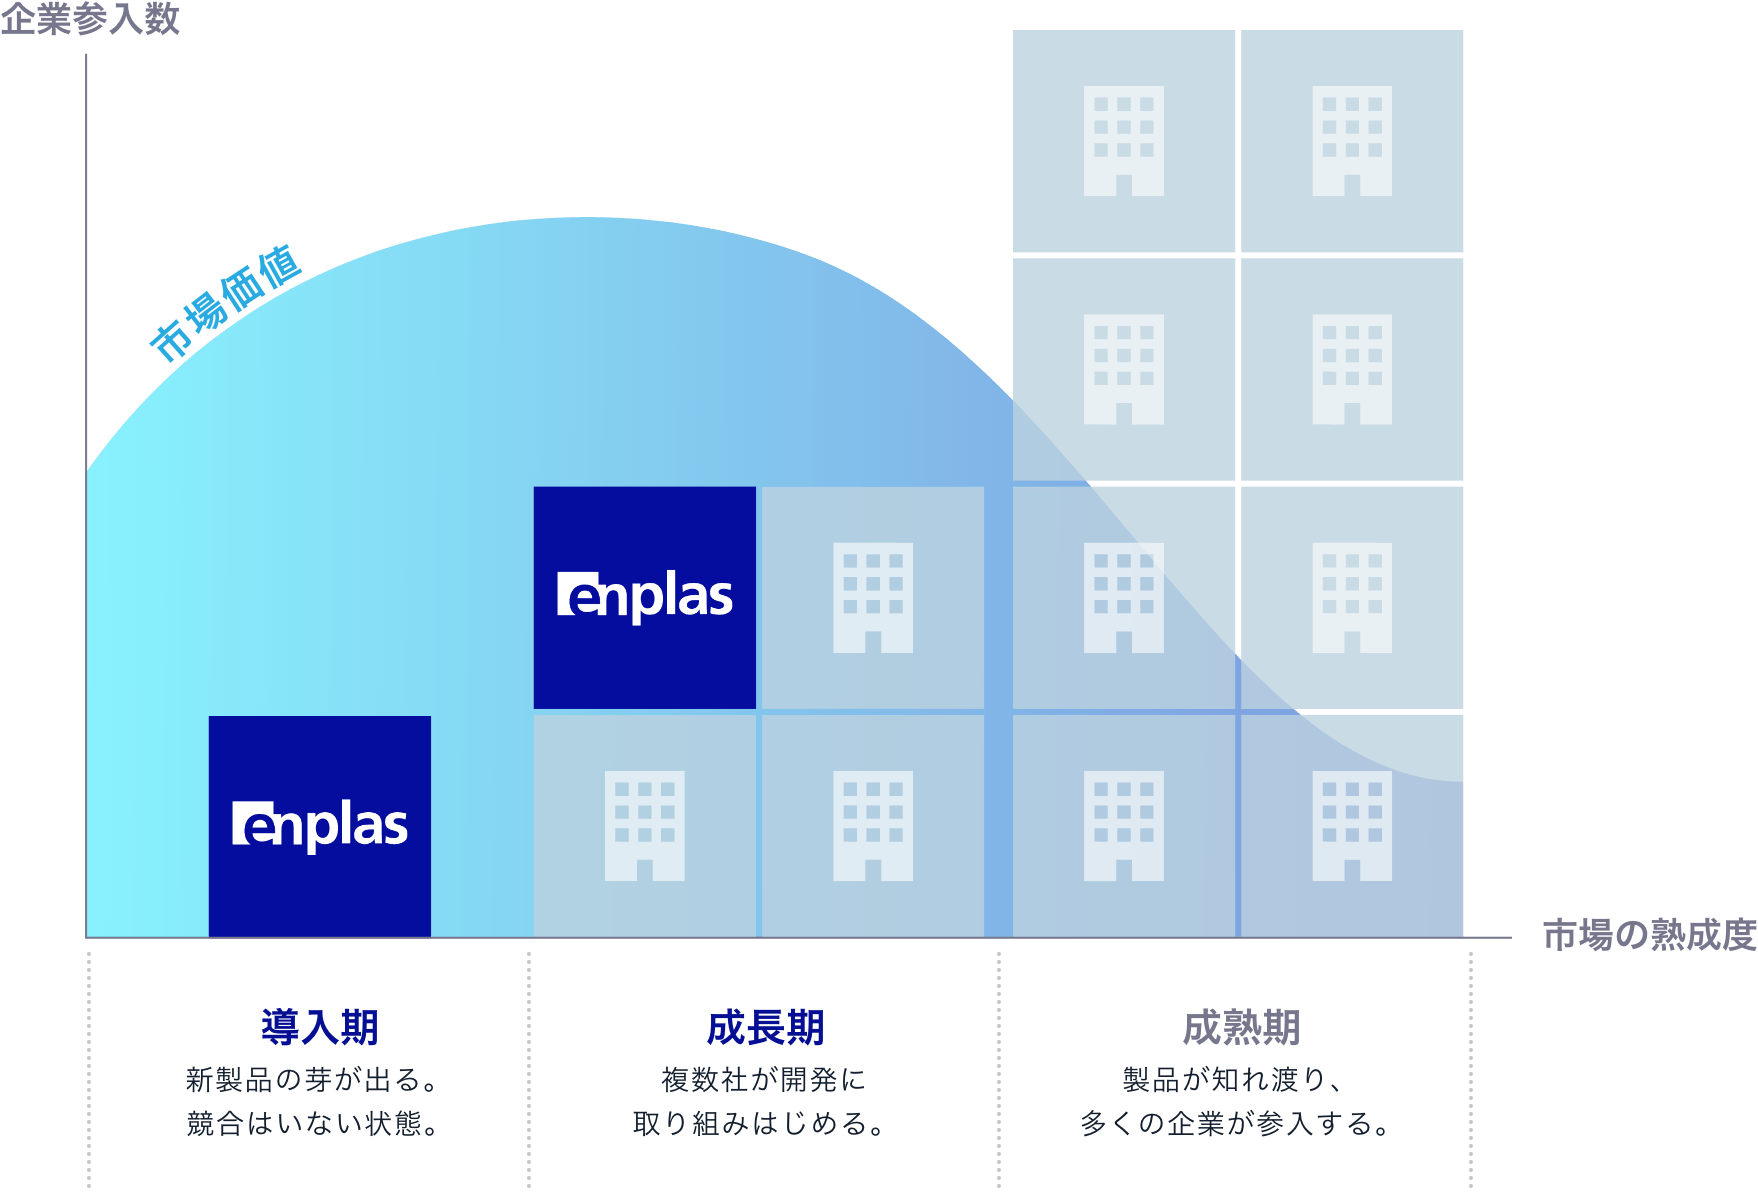 企業参入数
市場価値
enplas
enplas
市場の熟成度
導入期
新製品の芽が出る。
競合はいない状態。
成長期
複数社が開発に
取り組みはじめる。
成熟期
製品が知れ渡り、
多くの企業が参入する。